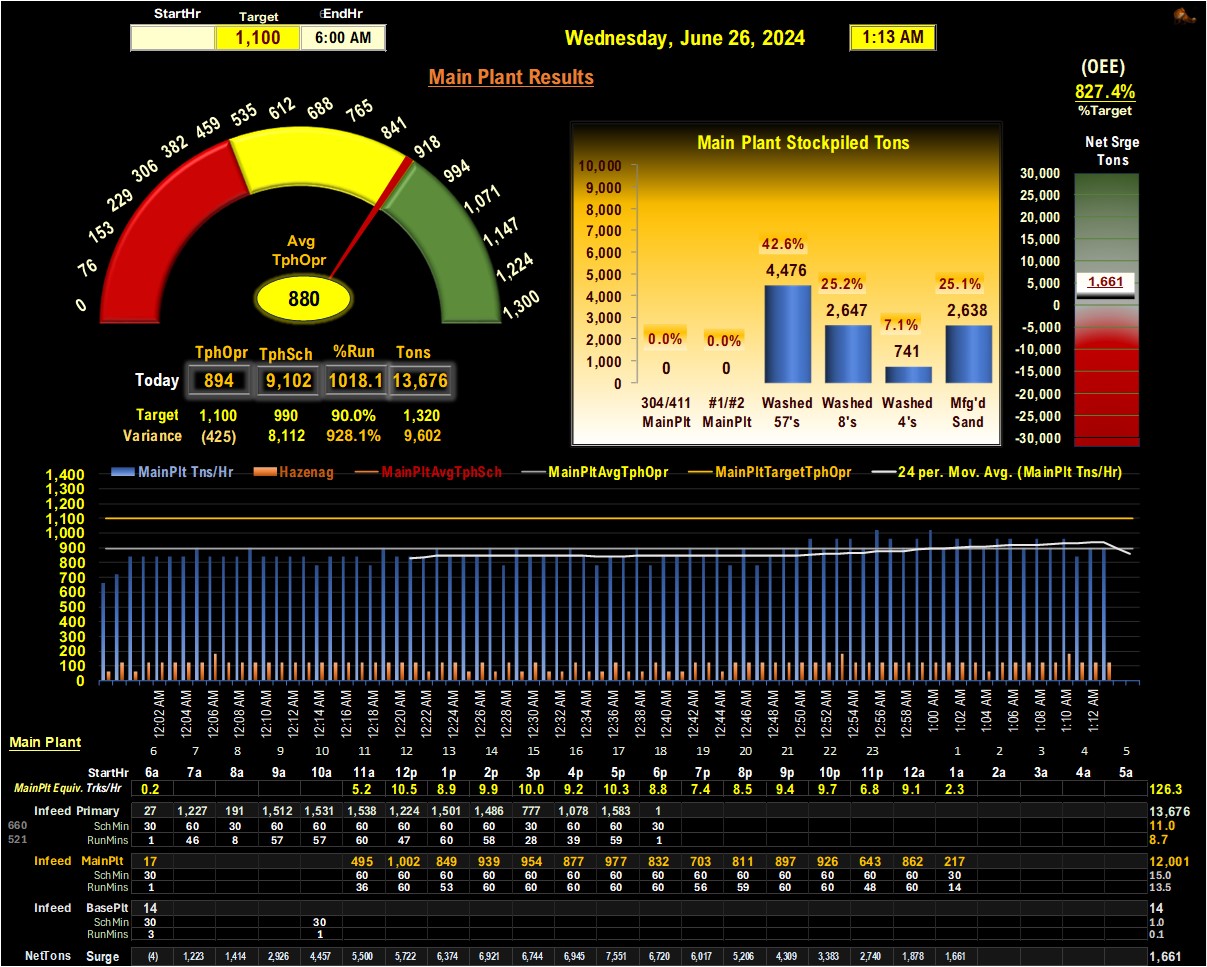 StartHr Target EndHr
1,100 6:00 AM
Wednesday, June 26, 2024 1:13 AM
Main Plant Results
(OEE)
827.4%
%Target
Net Srge
Tons
0 76 153 229 306 382 459 535 612 688 765 841 918 994 1,071 1,147 1,224 1,300
Avg
TphOpr
880
TphOpr TphSch %Run Tons
Today 894 9,102 1018.1 13,676
Target 1,100 990 90.0% 1,320
Variance (425) 8,112 928.1% 9,602
Main Plant Stockpiled Tons
10,000
9,000
8,000
7,000
6,000
5,000
4,000
3,000
2,000
1,000
0
0.0% 0.0% 42.6% 25.2% 7.1% 25.1%
0 0 4,476 2,647 741 2,638
304/411 #1/#2 Washed Washed Washed Mfg'd
MainPlt MainPlt 57's 8's 4's Sand
30,000
25,000
20,000
15,000
10,000
5,000
0
-5,000
-10,000
-15,000
-20,000
-25,000
-30,000
1,661
MainPlt Tns/Hr Hazenag MainPltAvgTphSch MainPltAvgTphOpr MainPltTargetTphOpr 24 per. Mov. Avg. (MainPlt Tns/Hr)
1,400
1,300
1,200
1,100
1,000
900
800
700
600
500
400
300
200
100
0
12:02 AM 12:04 AM 12:06 AM 12:08 AM 12:10 AM 12:12 AM 12:14 AM 12:16 AM 12:18 AM 12:20 AM 12:22 AM 12:24 AM 12:26 AM 12:28 AM 12:30 AM 12:32 AM 12:34 AM 12:36 AM 12:38 AM 12:40 AM 12:42 AM 12:44 AM 12:46 AM 12:48 AM 12:50 AM 12:52 AM 12:54 AM 12:56 AM 12:58 AM 1:00 AM 1:02 AM 1:04 AM 1:06 AM 1:08 AM 1:10 AM 1:12 AM
Main Plant
6 7 8 9 10 11 12 13 14 15 16 17 18 19 20 21 22 23 1 2 3 4 5
StartHr 6a 7a 8a 9a 10a 11a 12p 1p 2p 3p 4p 5p 6p 7p 8p 9p 10p 11p 12a 1a 2a 3a 4a 5a
MainPlt Equiv. Trks/Hr 0.2 5.2 10.5 8.9 9.9 10.0 9.2 10.3 8.8 7.4 8.5 9.4 9.7 6.8 9.1 2.3 126.3
Infeed Primary 27 1,227 191 1,512 1,531 1,538 1,224 1,501 1,486 777 1,078 1,583 1 13,676
660 SchMin 30 60 30 60 60 60 60 60 60 60 60 60 30 11.0
521 RunMins 1 46 8 57 57 60 47 60 58 28 39 59 1 8.7
Infeed MainPlt 17 495 1,002 849 939 954 877 977 832 703 811 897 926 643 862 217 12,001
SchMin 30 60 60 60 60 60 60 60 60 60 60 60 60 60 60 30 15.0
RunMins 1 36 60 53 60 60 60 60 60 56 59 60 60 48 60 14 13.5
Infeed BasePlt 14 14
SchMin 30 30 1.0
RunMins 3 1 0.1
NetTons Surge (4) 1,223 1,414 2,926 4,457 5,500 5,722 6,374 6,921 6,744 6,945 7,551 6,720 6,017 5,206 4,309 3,383 2,740 1,878 1,661 1,661